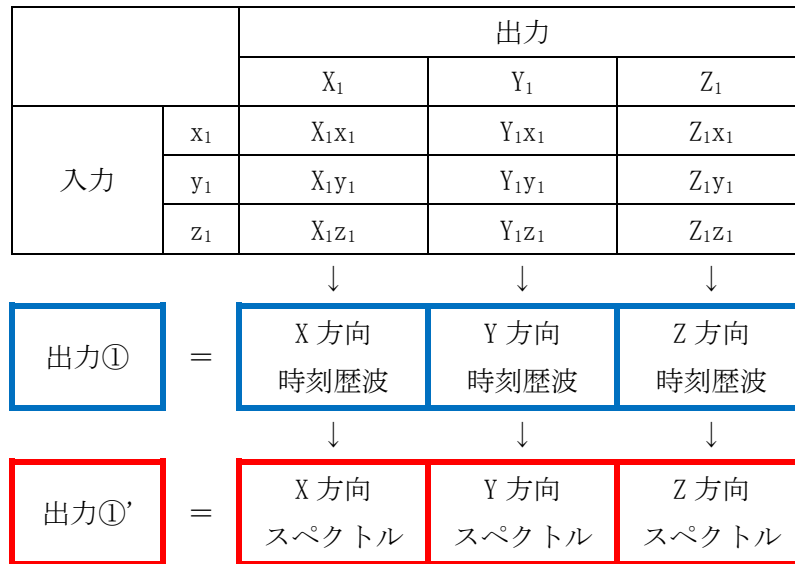 出力
X₁ Y₁ Z₁
x₁ X₁x₁ Y₁x₁ Z₁x₁
入力 y₁ X₁y₁ Y₁y₁ Z₁y₁
z₁ X₁z₁ Y₁z₁ Z₁z₁
↓ ↓ ↓
X 方向 Y 方向 Z 方向
出力① =
時刻歴波 時刻歴波 時刻歴波
↓ ↓ ↓
X 方向 Y 方向 Z 方向
出力①’ =
スペクトル スペクトル スペクトル